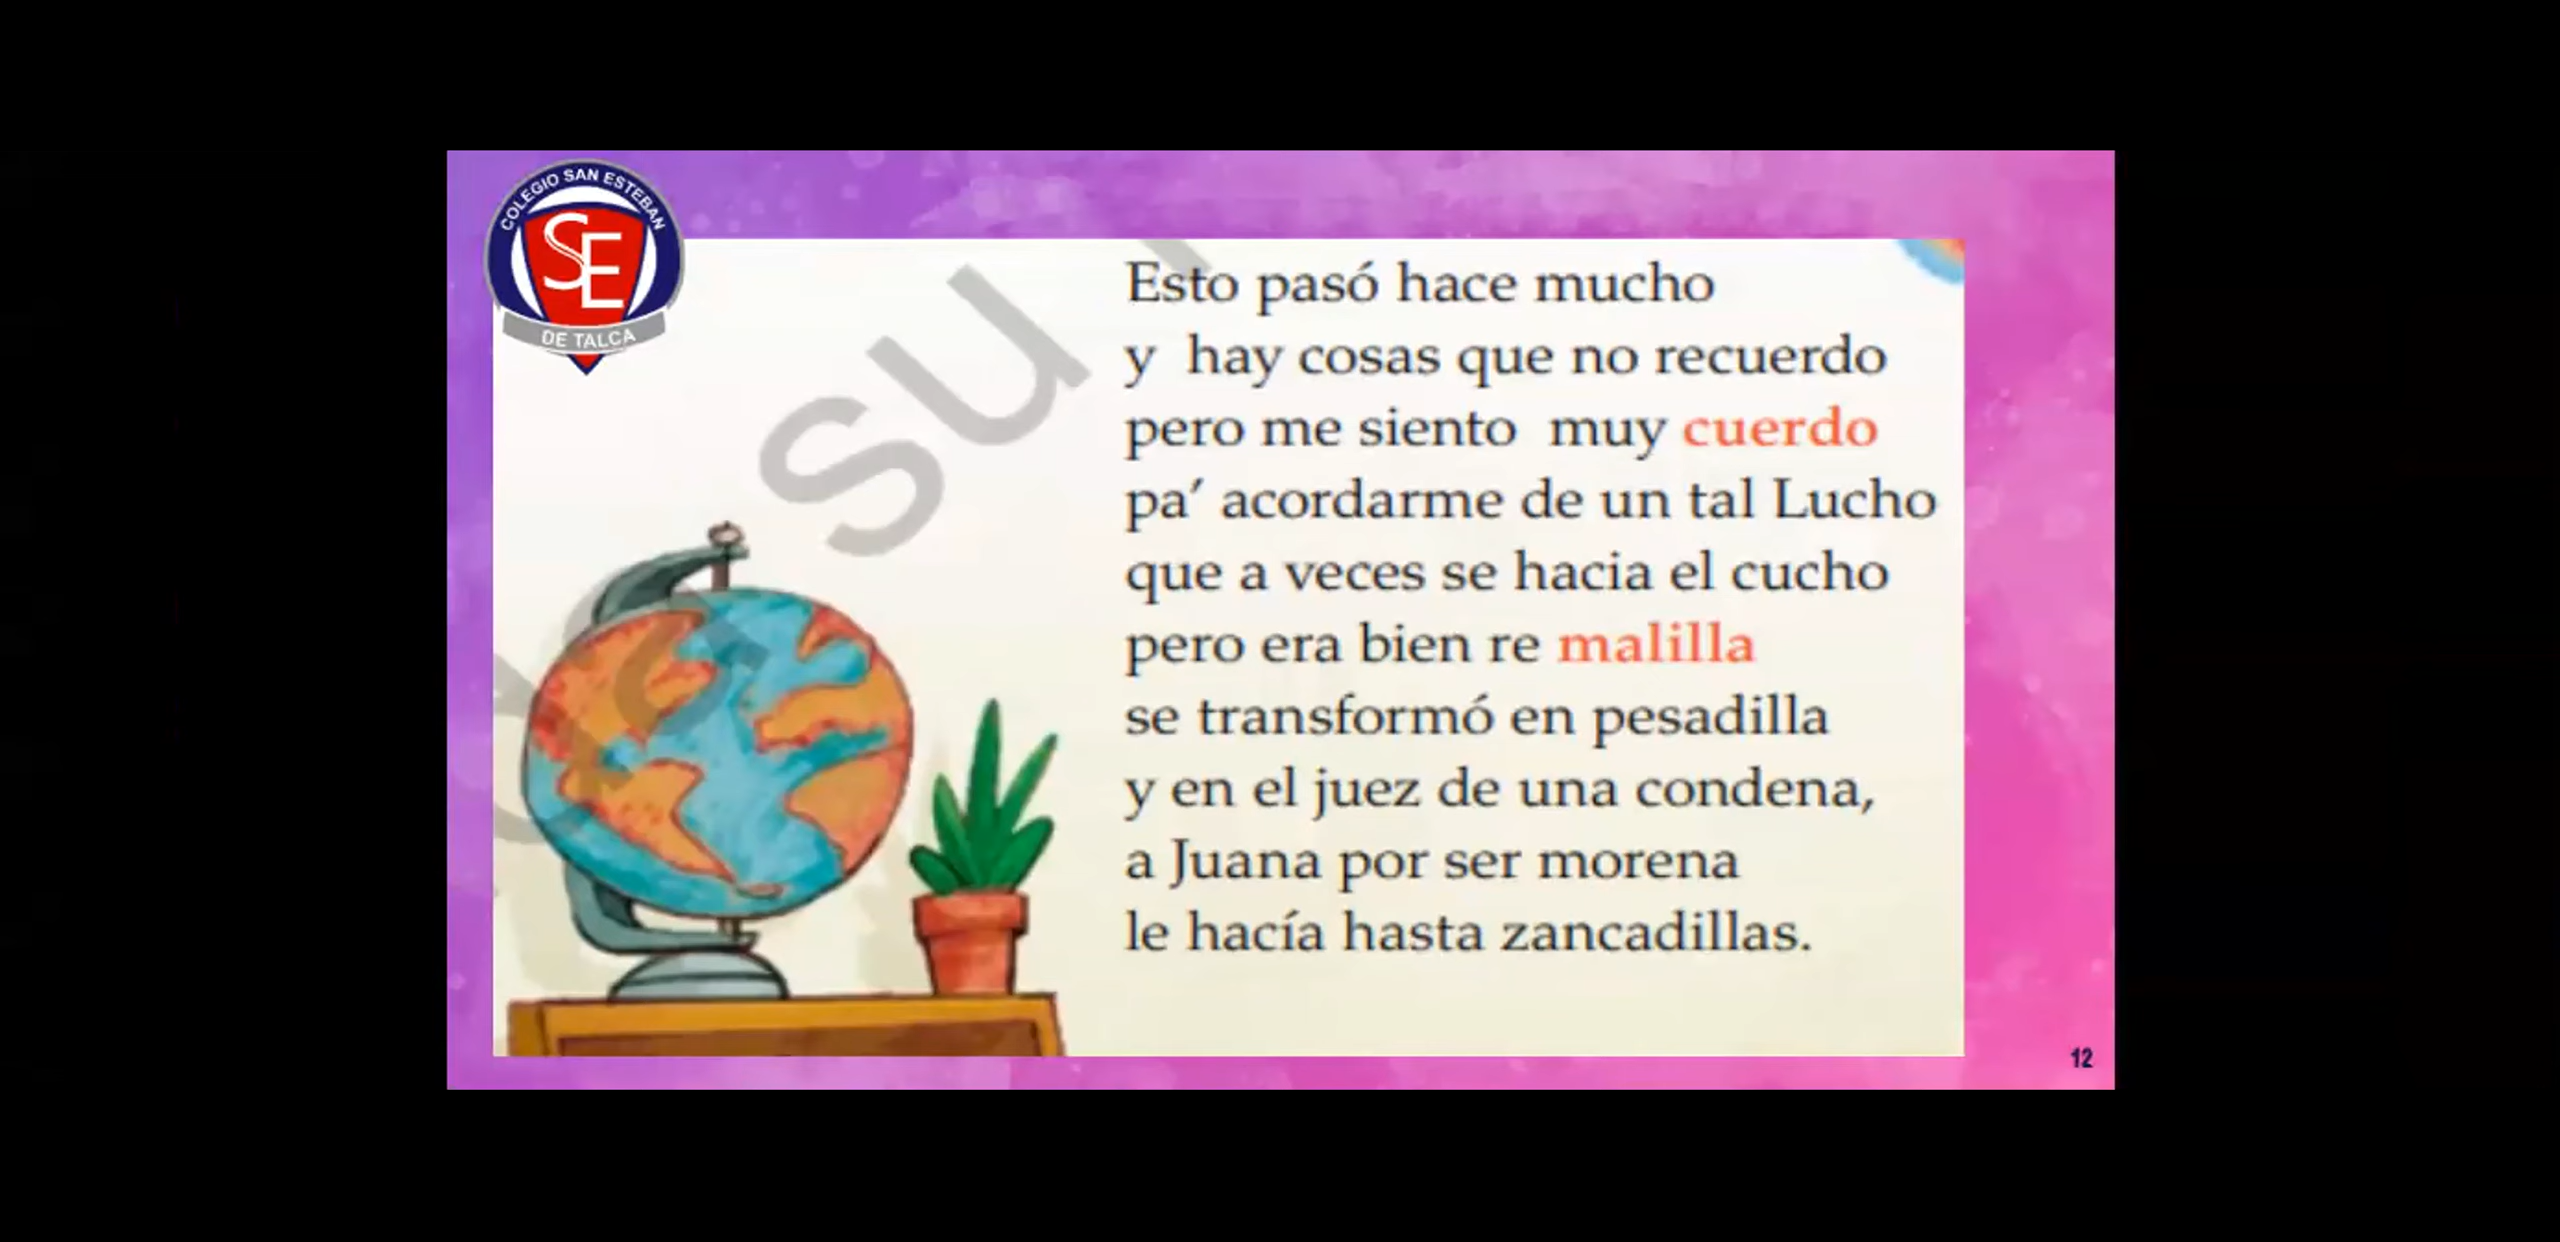 COLEGIO SAN ESTEBAN
SE
DE TALCA
su
Esto pasó hace mucho
y hay cosas que no recuerdo
pero me siento muy cuerdo
pa’ acordarme de un tal Lucho
que a veces se hacia el cucho
pero era bien re malilla
se transformó en pesadilla
y en el juez de una condena,
a Juana por ser morena
le hacía hasta zancadillas.
12